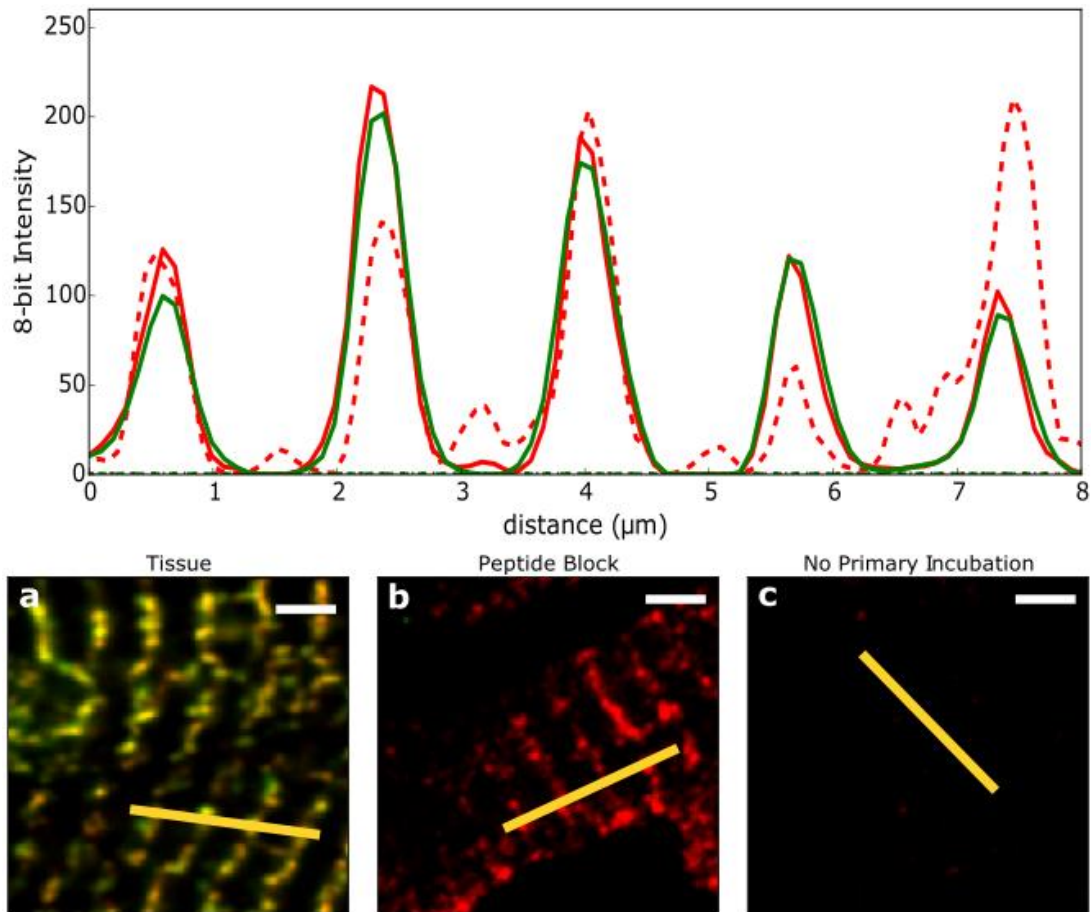 250
200
150
100
50
0
8-bit Intensity
0 1 2 3 4 5 6 7 8
distance (µm)
Tissue Peptide Block No Primary Incubation
a b c